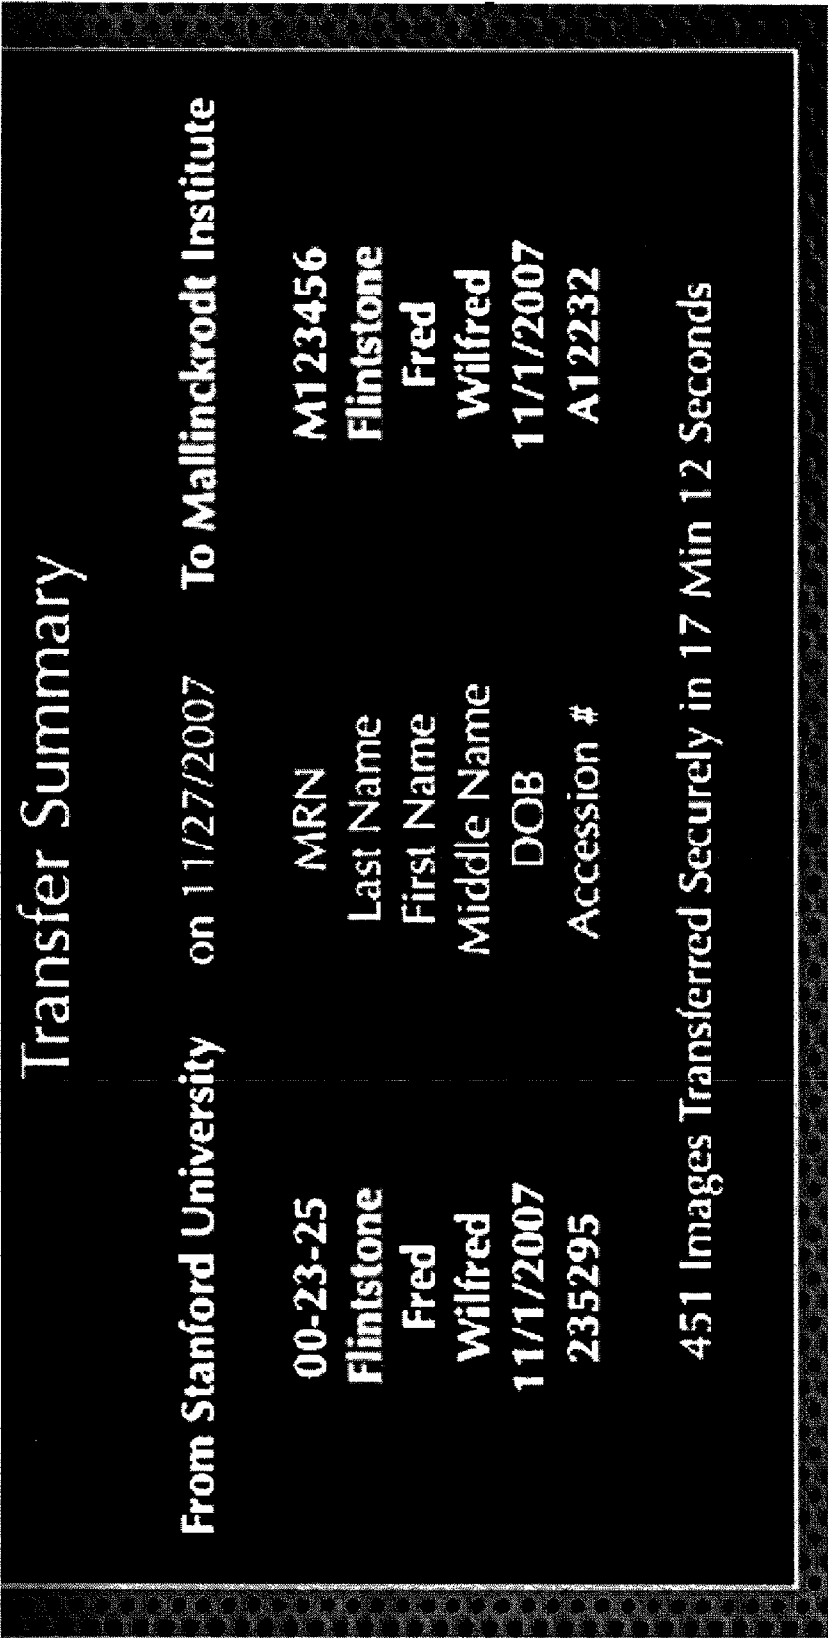 Transfer Summary
From Stanford University on 11/27/2007 To Mallinckrodt Institute
00-23-25 MRN M123456
Flintstone Last Name Flintstone
Fred First Name Fred
Wilfred Middle Name Wilfred
11/1/2007 DOB 11/1/2007
235295 Accession # A12232
451 Images Transferred Securely in 17 Min 12 Seconds